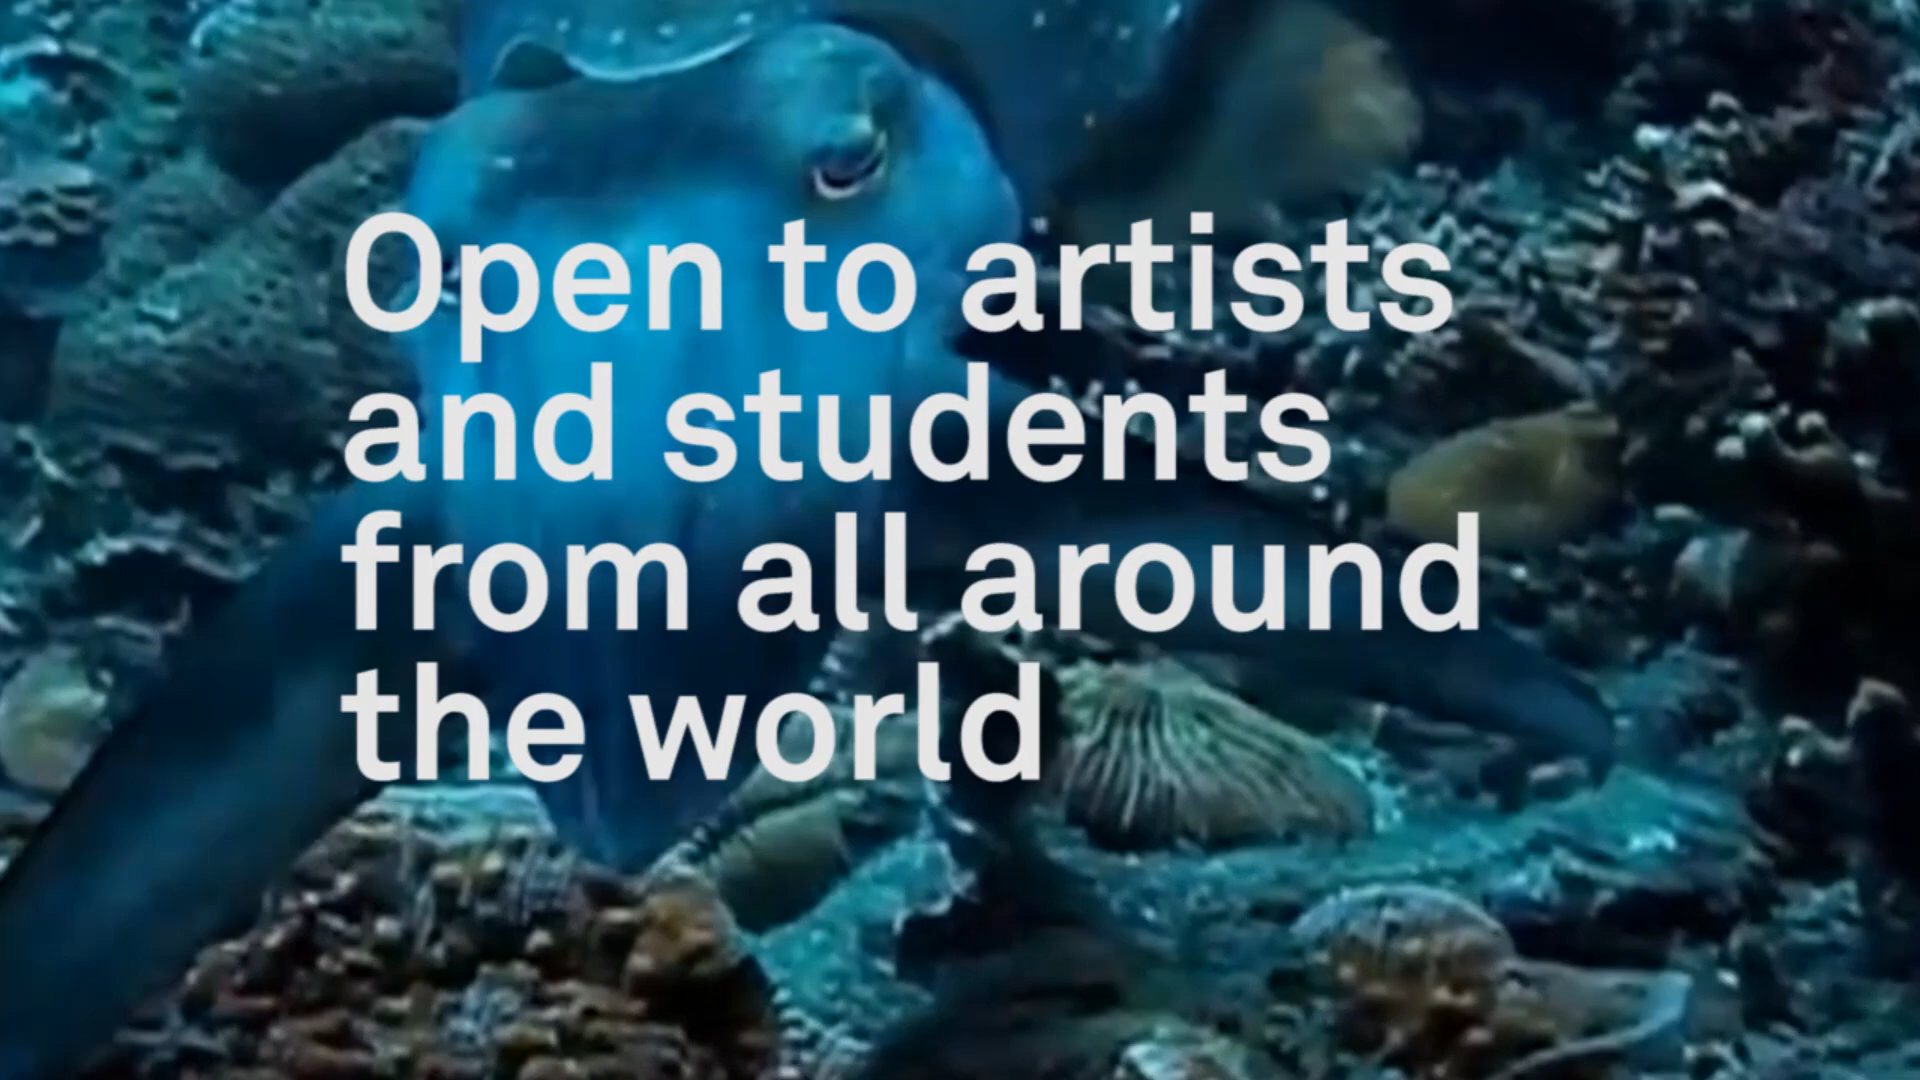 Open to artists
and students
from all around
the world